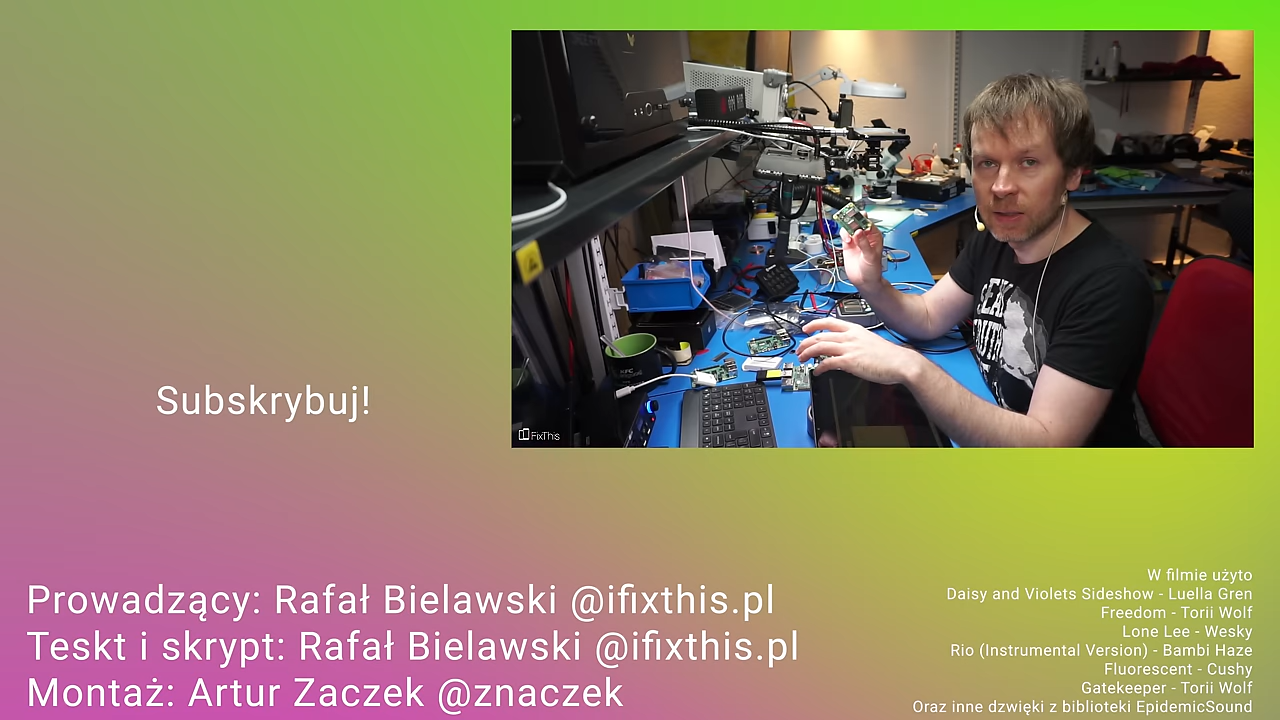 Subskrybuj!
FixThis
Prowadzący: Rafał Bielawski @ifixthis.pl
Teskt i skrypt: Rafał Bielawski @ifixthis.pl
Montaż: Artur Zaczek @znaczek
W filmie użyto
Daisy and Violets Sideshow - Luella Gren
Freedom - Torii Wolf
Lone Lee - Wesky
Rio (Instrumental Version) - Bambi Haze
Fluorescent - Cushy
Gatekeeper - Torii Wolf
Oraz inne dzwięki z biblioteki EpidemicSound